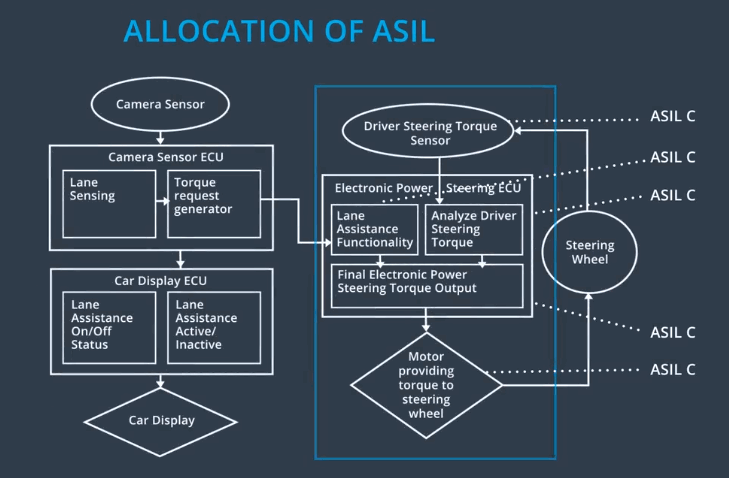 ALLOCATION OF ASIL
Camera Sensor
Camera Sensor ECU
Lane
Sensing
Torque
request
generator
Car Display ECU
Lane
Assistance
On/Off
Status
Lane
Assistance
Active/
Inactive
Car Display
Driver Steering Torque
Sensor
Electronic Power Steering ECU
Lane
Assistance
Functionality
Analyze Driver
Steering
Torque
Final Electronic Power
Steering Torque Output
Motor
providing
torque to
steering
wheel
Steering
Wheel
ASIL C
ASIL C
ASIL C
ASIL C
ASIL C